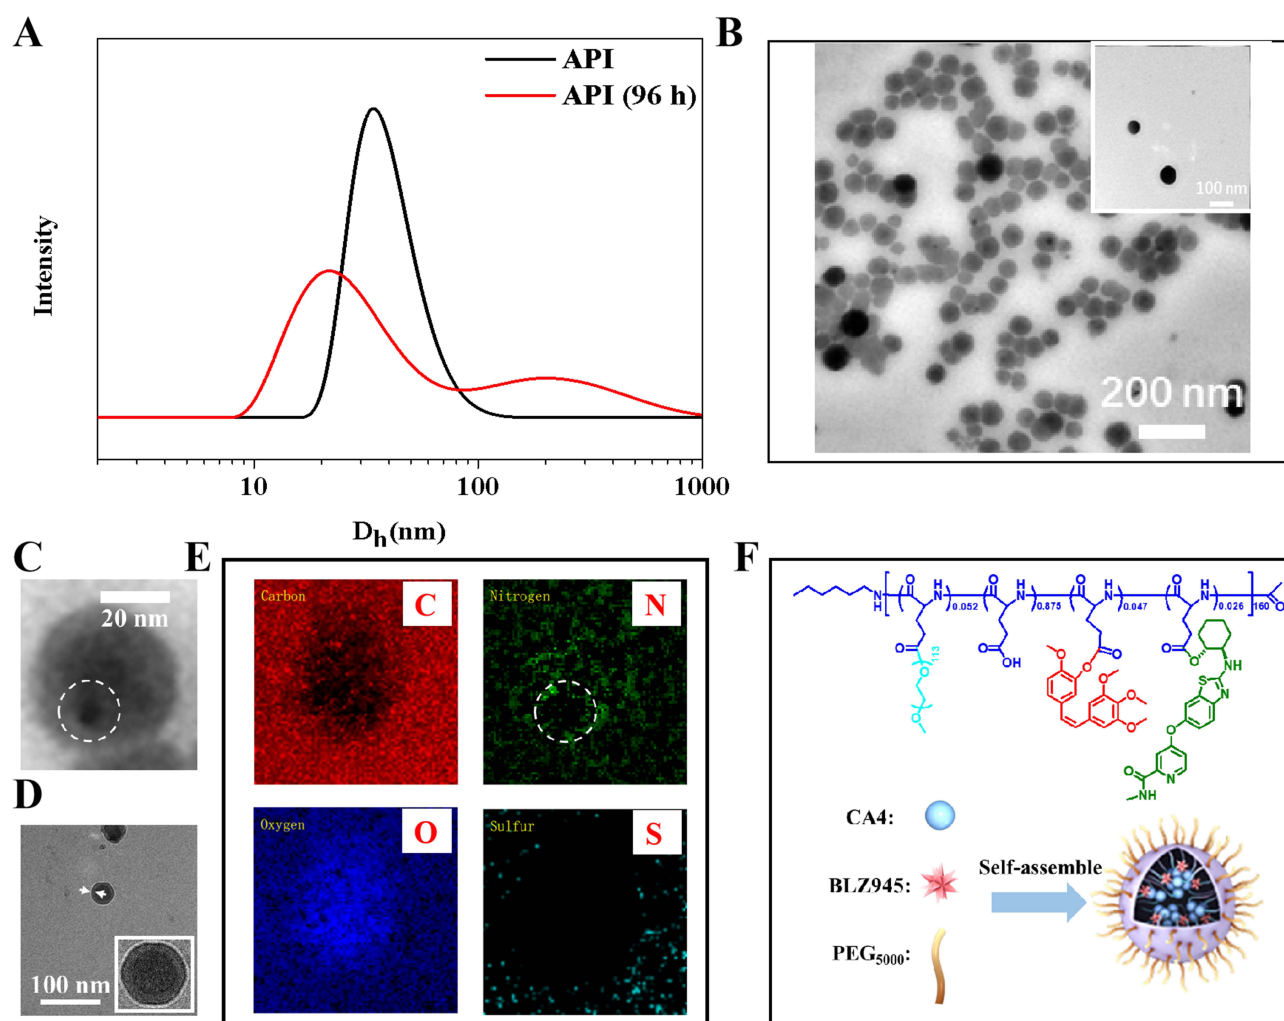 A
API
API (96 h)
Intensity
10
100
1000
Dh(nm)
B
100 nm
200 nm
C
20 nm
D
100 nm
E
Carbon
C
Nitrogen
N
Oxygen
O
Sulfur
S
F
O H O H O H O H
N N N N
N
H
0.052 0.875 0.047 0.026 160
O
O O O O
OH
113
O
O
O
O
O
O
O
NH
S
N
O
O
N
NH
CA4:
BLZ945:
PEG5000:
Self-assemble